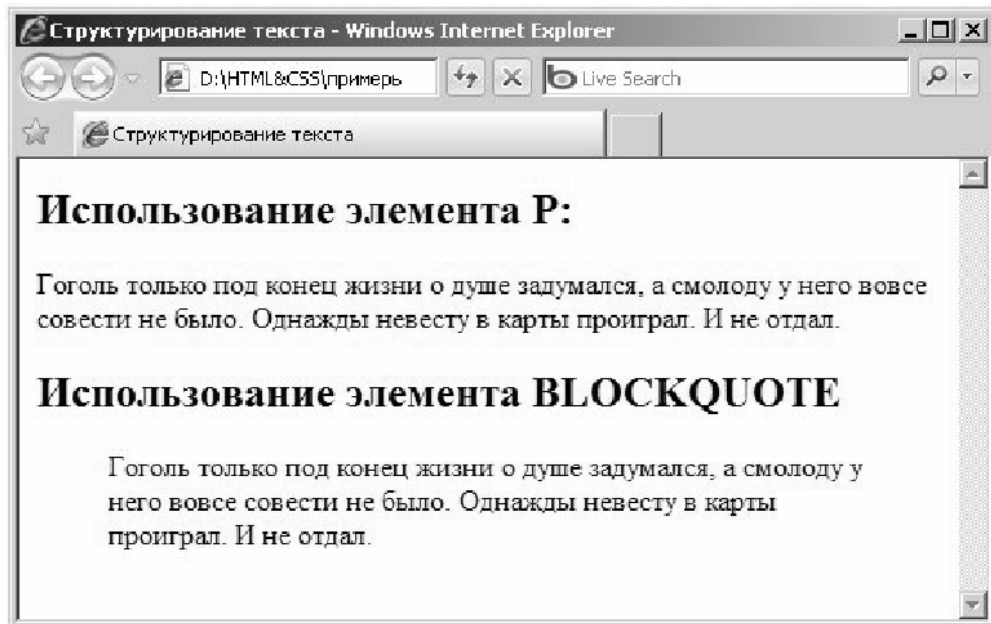 Структурирование текста - Windows Internet Explorer
D:\HTML&CSS\примерь
Live Search
Структурирование текста
Использование элемента P:
Гоголь только под конец жизни о душе задумался, а смолоду у него вовсе
совести не было. Однажды невесту в карты проиграл. И не отдал.
Использование элемента BLOCKQUOTE
Гоголь только под конец жизни о душе задумался, а смолоду у
него вовсе совести не было. Однажды невесту в карты
проиграл. И не отдал.